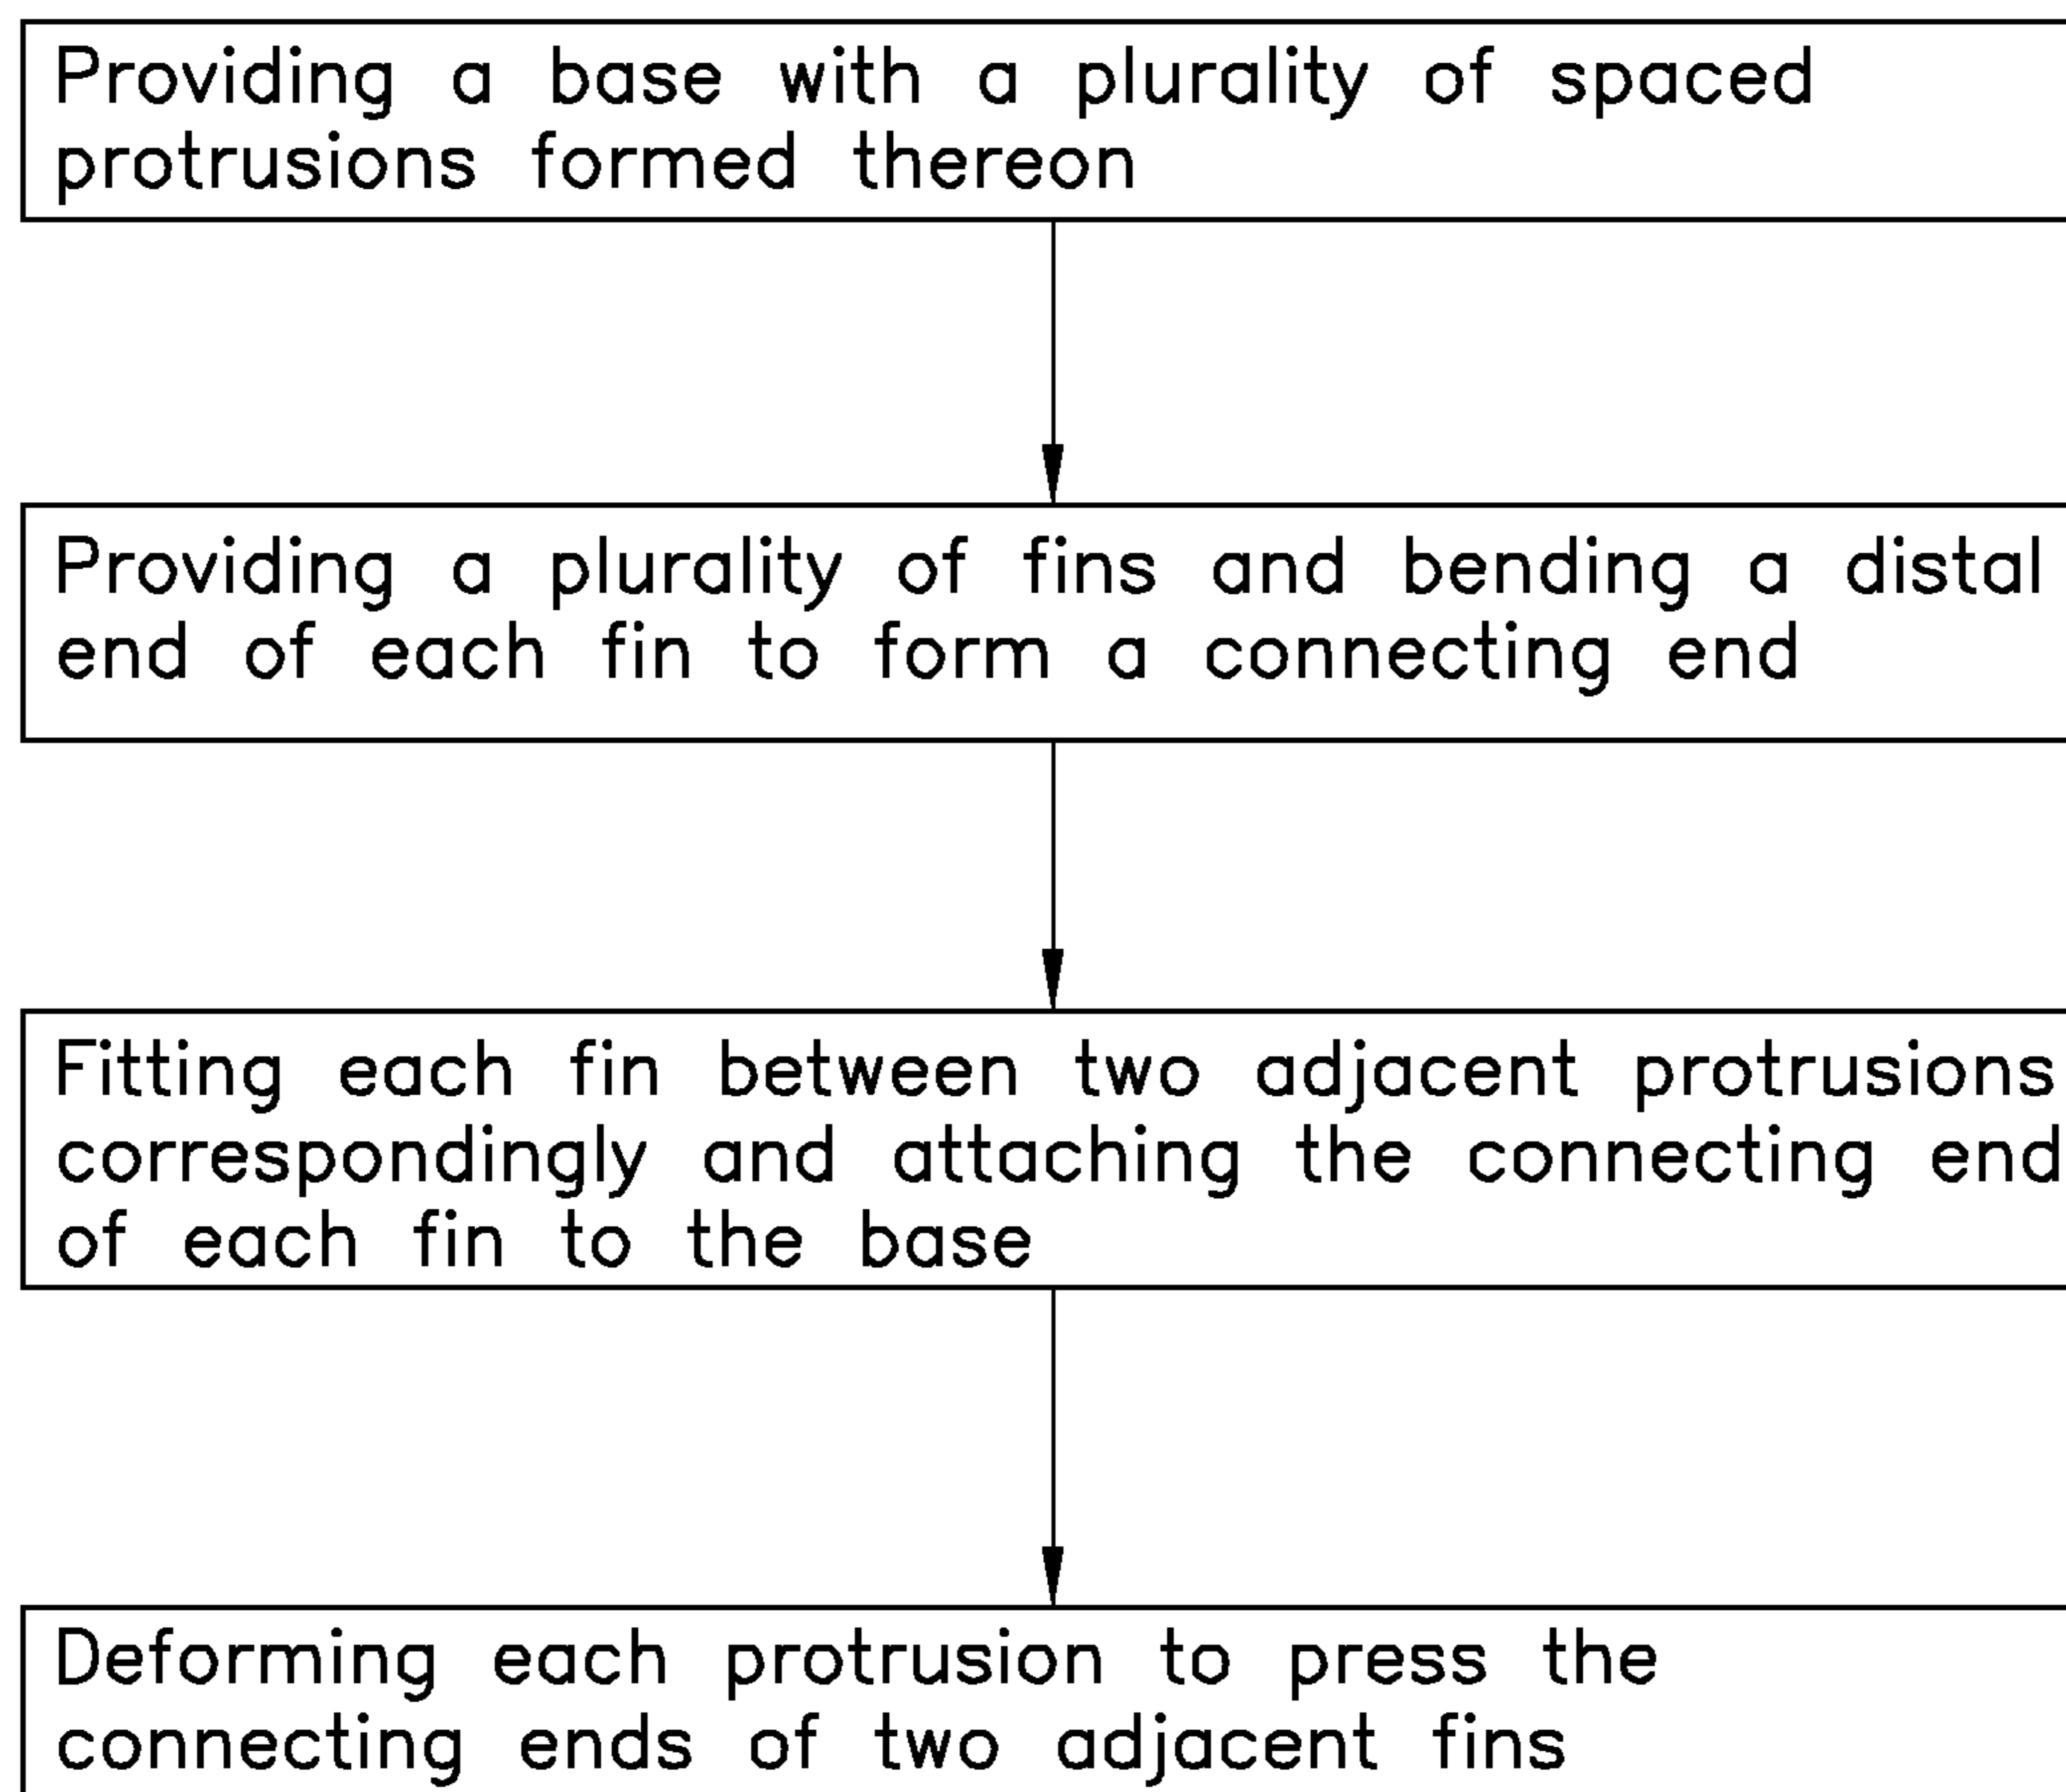 Providing a base with a plurality of spaced
protrusions formed thereon
Providing a plurality of fins and bending a distal
end of each fin to form a connecting end
Fitting each fin between two adjacent protrusions
correspondingly and attaching the connecting end
of each fin to the base
Deforming each protrusion to press the
connecting ends of two adjacent fins